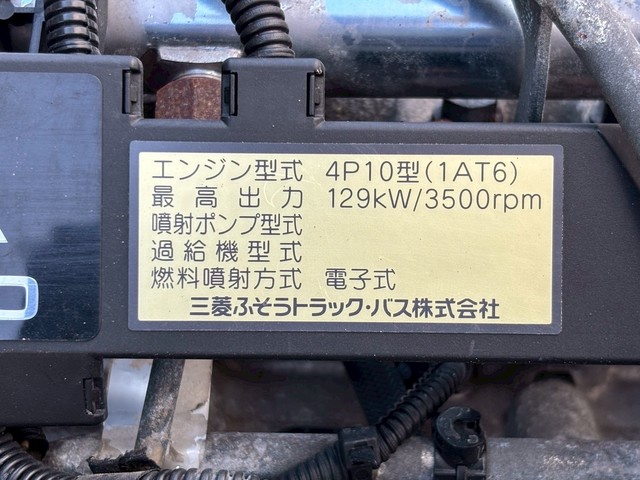 エンジン型式 4P10型(1AT6)
最高出力 129kW/3500rpm
噴射ポンプ型式
過給機型式
燃料噴射方式 電子式
三菱ふそうトラック・バス株式会社